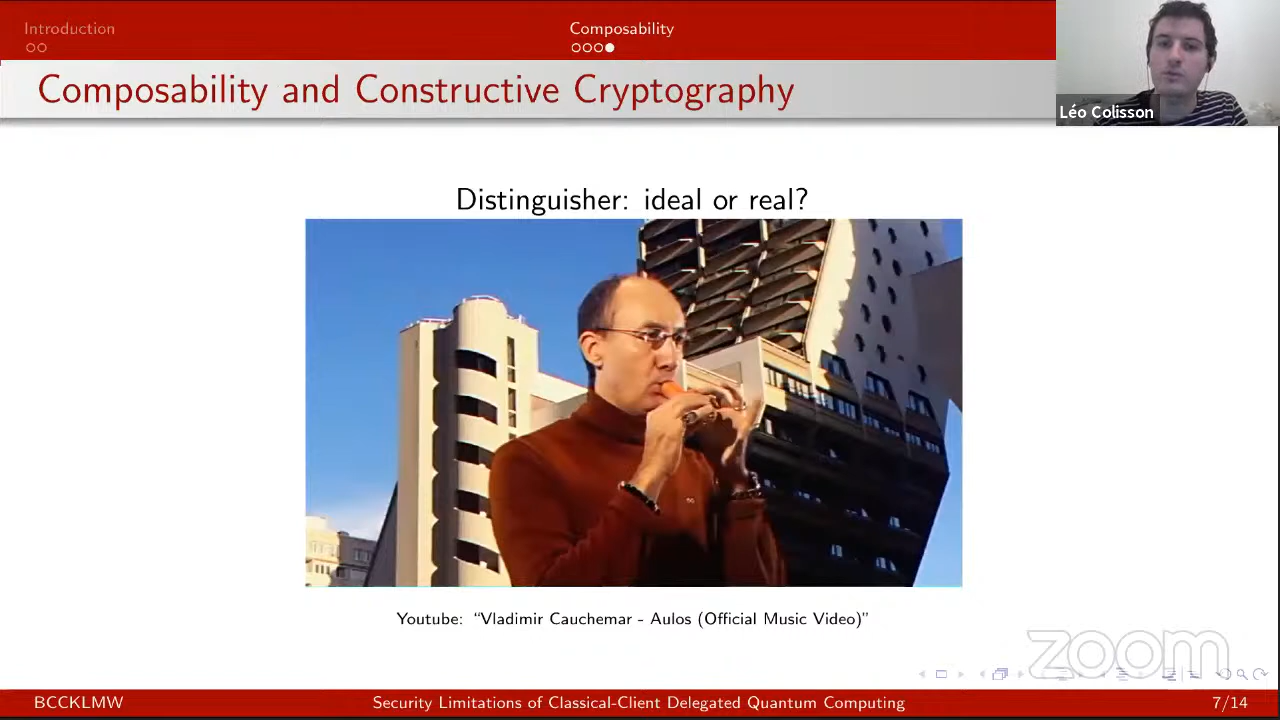 Introduction
Composability
Composability and Constructive Cryptography
Léo Colisson
Distinguisher: ideal or real?
Youtube: “Vladimir Cauchemar - Aulos (Official Music Video)”
zoom
BCCKLMW
Security Limitations of Classical-Client Delegated Quantum Computing
7/14